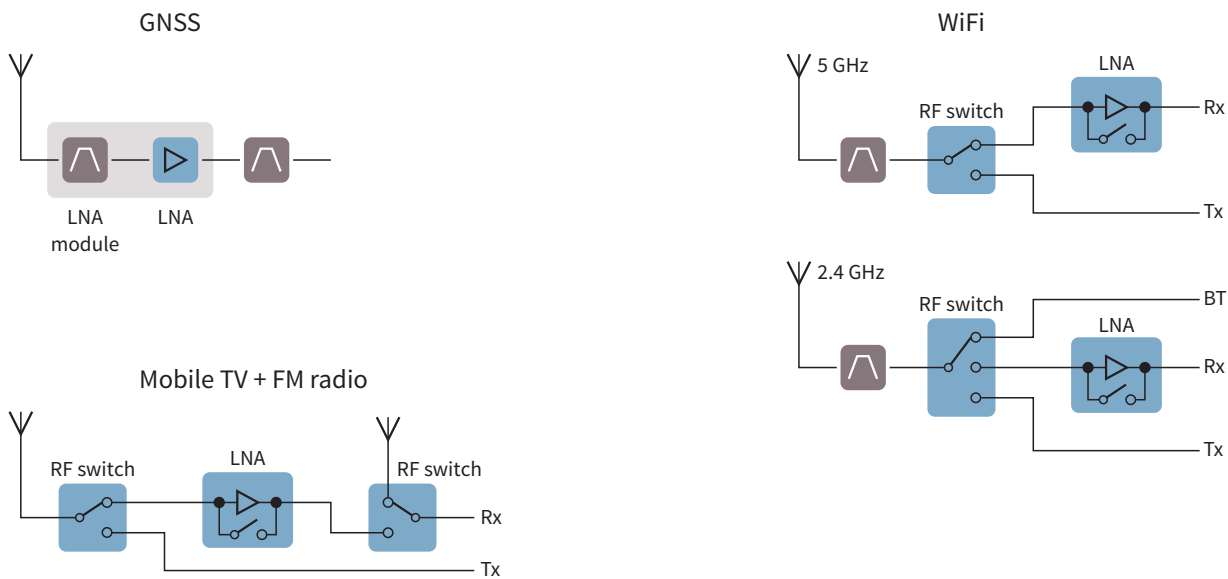 GNSS
LNA
module
LNA
Mobile TV + FM radio
RF switch
LNA
RF switch
Rx
Tx
WiFi
5 GHz
RF switch
LNA
Rx
Tx
2.4 GHz
RF switch
BT
LNA
Rx
Tx